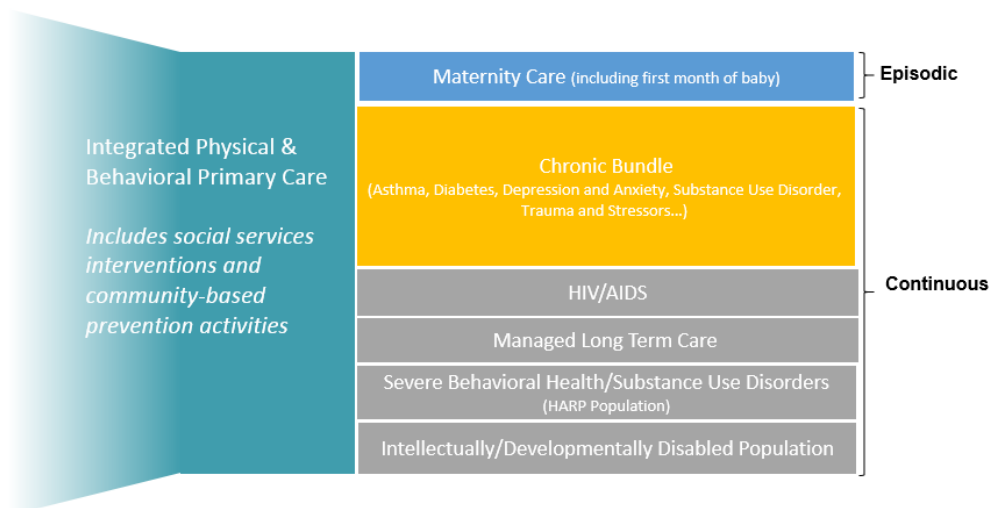 Integrated Physical &
Behavioral Primary Care
Includes social services
interventions and
community-based
prevention activities
Maternity Care (including first month of baby)
Episodic
Chronic Bundle
(Asthma, Diabetes, Depression and Anxiety, Substance Use Disorder,
Trauma and Stressors...)
HIV/AIDS
Managed Long Term Care
Severe Behavioral Health/Substance Use Disorders
(HARP Population)
Intellectually/Developmentally Disabled Population
Continuous